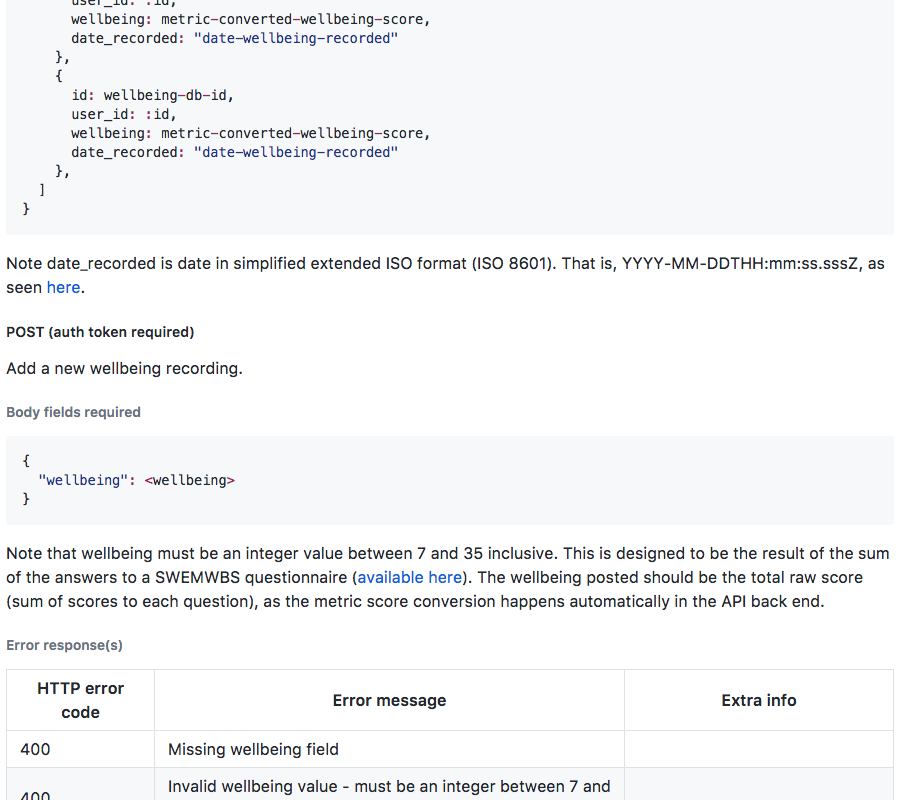 user_id: :id,
wellbeing: metric-converted-wellbeing-score,
date_recorded: "date-wellbeing-recorded"
},
{
id: wellbeing-db-id,
user_id: :id,
wellbeing: metric-converted-wellbeing-score,
date_recorded: "date-wellbeing-recorded"
},
]
}
Note date_recorded is date in simplified extended ISO format (ISO 8601). That is, YYYY-MM-DDTHH:mm:ss.sssZ, as
seen here.
POST (auth token required)
Add a new wellbeing recording.
Body fields required
{
"wellbeing": <wellbeing>
}
Note that wellbeing must be an integer value between 7 and 35 inclusive. This is designed to be the result of the sum
of the answers to a SWEMWBS questionnaire (available here). The wellbeing posted should be the total raw score
(sum of scores to each question), as the metric score conversion happens automatically in the API back end.
Error response(s)
HTTP error
code
Error message
Extra info
400
Missing wellbeing field
400
Invalid wellbeing value - must be an integer between 7 and